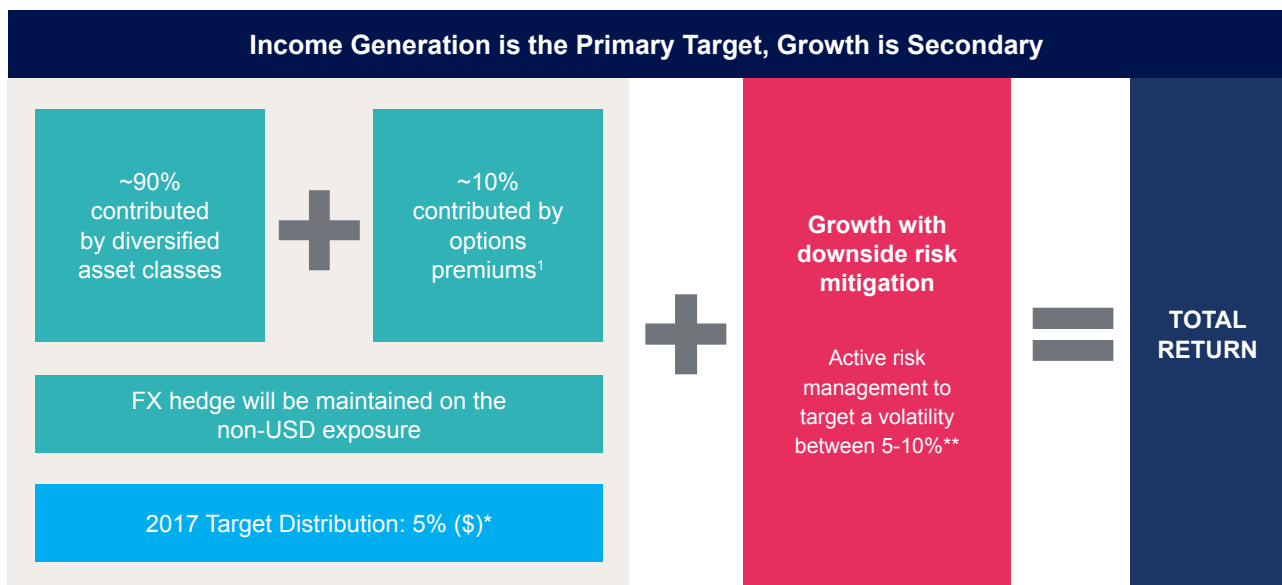 Income Generation is the Primary Target, Growth is Secondary
~90%
contributed
by diversified
asset classes
~10%
contributed by
options
premiums¹
FX hedge will be maintained on the
non-USD exposure
2017 Target Distribution: 5% ($)*
Growth with
downside risk
mitigation
Active risk
management to
target a volatility
between 5-10%**
TOTAL
RETURN